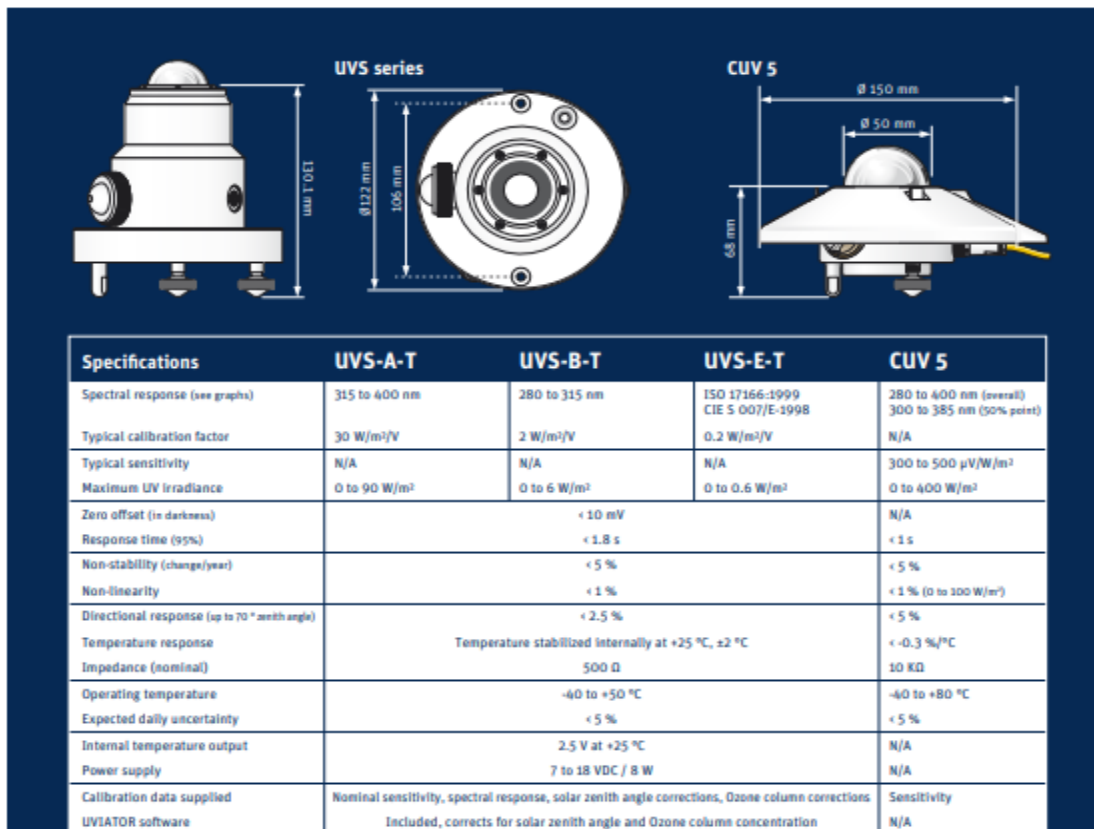 UVS series
CUV 5
Ø 150 mm
Ø 50 mm
130.1 mm
Ø122 mm
106 mm
68 mm
Specifications UVS-A-T UVS-B-T UVS-E-T CUV 5
Spectral response (see graphs) 315 to 400 nm 280 to 315 nm ISO 17166:1999 280 to 400 nm (overall)
CIE S 007/E-1998 300 to 385 nm (50% point)
Typical calibration factor 30 W/m²/V 2 W/m²/V 0.2 W/m²/V N/A
Typical sensitivity N/A N/A N/A 300 to 500 µV/W/m²
Maximum UV irradiance 0 to 90 W/m² 0 to 6 W/m² 0 to 0.6 W/m² 0 to 400 W/m²
Zero offset (in darkness) < 10 mV N/A
Response time (95%) < 1.8 s < 1 s
Non-stability (change/year) < 5 % < 5 %
Non-linearity < 1 % < 1 % (0 to 100 W/m²)
Directional response (up to 70 ° zenith angle) < 2.5 % < 5 %
Temperature response Temperature stabilized internally at +25 °C, ±2 °C < -0.3 %/°C
Impedance (nominal) 500 Ω 10 KΩ
Operating temperature -40 to +50 °C -40 to +80 °C
Expected daily uncertainty < 5 % < 5 %
Internal temperature output 2.5 V at +25 °C N/A
Power supply 7 to 18 VDC / 8 W N/A
Calibration data supplied Nominal sensitivity, spectral response, solar zenith angle corrections, Ozone column corrections Sensitivity
UVIATOR software Included, corrects for solar zenith angle and Ozone column concentration N/A